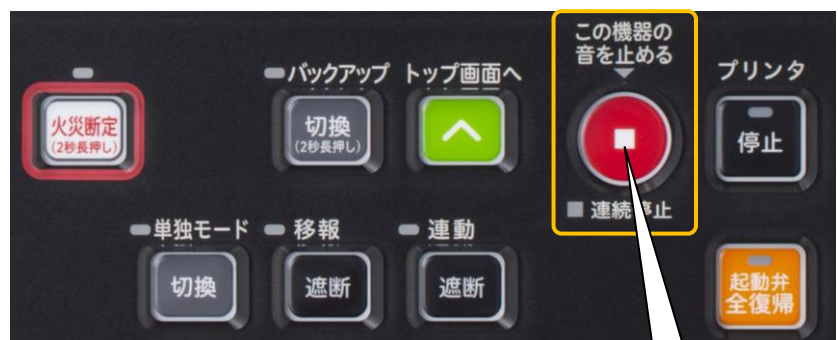 この機器の
音を止める
バックアップ
トップ画面へ
プリンタ
火災断定
(2秒長押し)
切換
(2秒長押し)
停止
連続停止
単独モード
移報
連動
切換
遮断
遮断
起動弁
全復帰